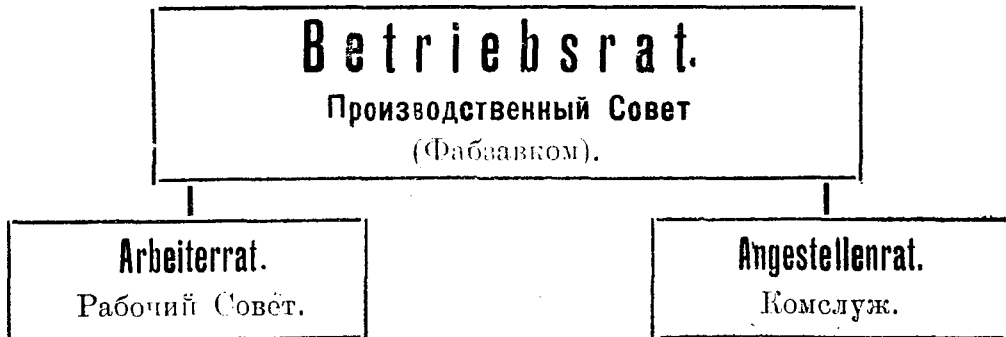 Betriebsrat.
Производственный Совет
(Фабзавком).
Arbeiterrat.
Рабочий Совет.
Angestellenrat.
Комслуж.